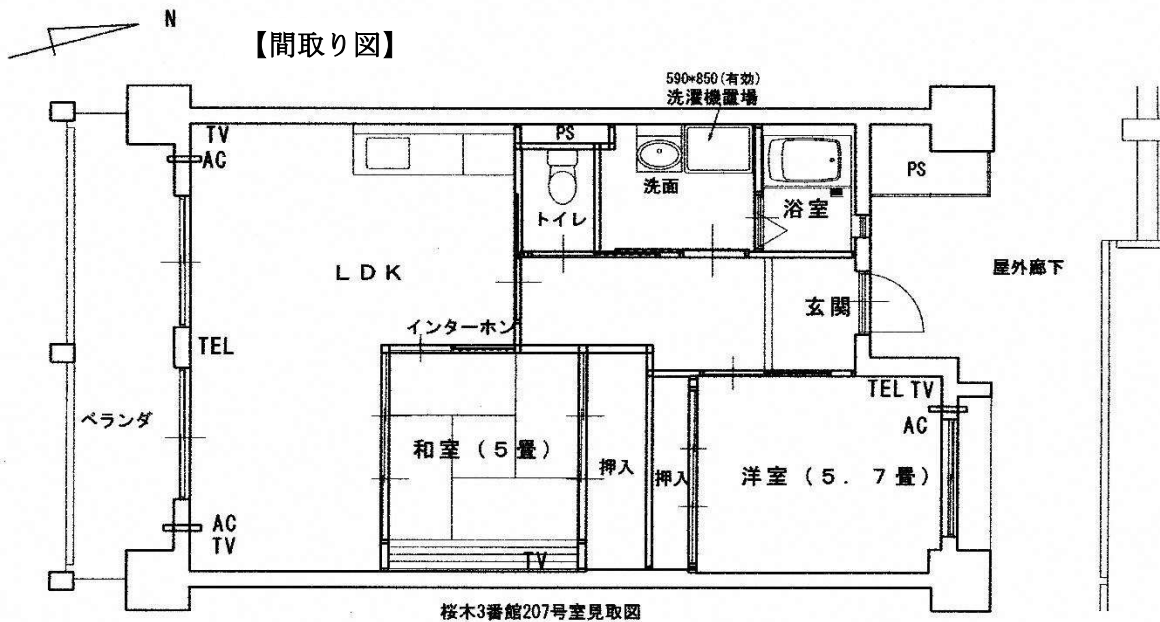 N
【間取り図】
590*850(有効)
洗濯機置場
TV
AC
PS
洗面
トイレ
浴室
PS
LDK
屋外廊下
玄関
インターホン
TEL
TEL TV
AC
ベランダ
和室(5畳)
押入
押入
洋室(5.7畳)
AC
TV
TV
桜木3番館207号室見取図